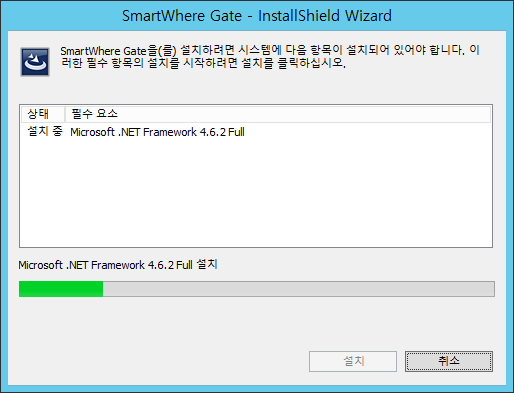 SmartWhere Gate - InstallShield Wizard
SmartWhere Gate을(를) 설치하려면 시스템에 다음 항목이 설치되어 있어야 합니다. 이
러한 필수 항목의 설치를 시작하려면 설치를 클릭하십시오.
상태 필수 요소
설치 중 Microsoft .NET Framework 4.6.2 Full
Microsoft .NET Framework 4.6.2 Full 설치
설치 취소